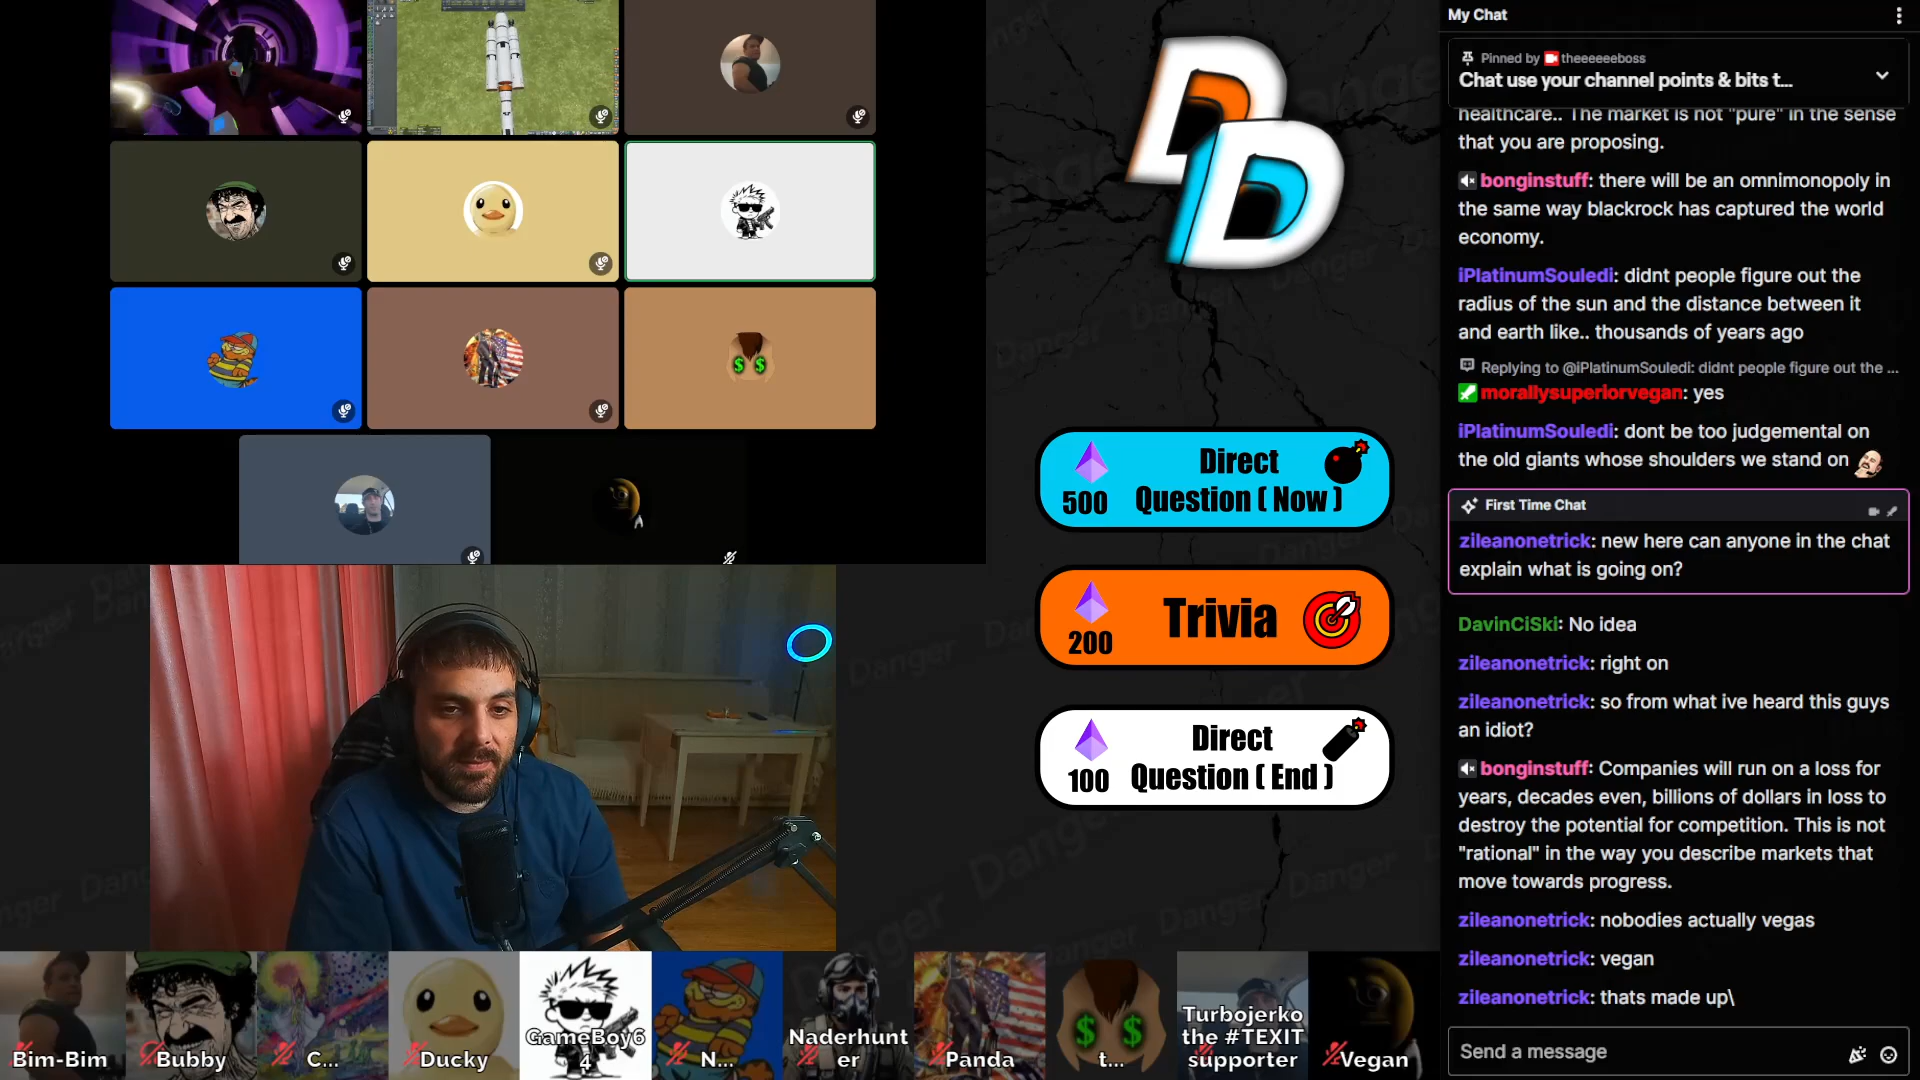 DD
Direct
Question ( Now )
500
Trivia
200
Direct
Question ( End )
100
Bim-Bim
Bubby
C...
Ducky
GameBoy6
4
N...
Naderhunt
er
Panda
t...
Turbojerko
the #TEXIT
supporter
Vegan
My Chat
Pinned by theeeeeeboss
Chat use your channel points & bits t...
healthcare.. The market is not "pure" in the sense
that you are proposing.
bonginstuff: there will be an omnimonopoly in
the same way blackrock has captured the world
economy.
iPlatinumSouledi: didnt people figure out the
radius of the sun and the distance between it
and earth like.. thousands of years ago
Replying to @iPlatinumSouledi: didnt people figure out the ...
morallysuperiorvegan: yes
iPlatinumSouledi: dont be too judgemental on
the old giants whose shoulders we stand on
First Time Chat
zileanonetrick: new here can anyone in the chat
explain what is going on?
DavinCiSki: No idea
zileanonetrick: right on
zileanonetrick: so from what ive heard this guys
an idiot?
bonginstuff: Companies will run on a loss for
years, decades even, billions of dollars in loss to
destroy the potential for competition. This is not
"rational" in the way you describe markets that
move towards progress.
zileanonetrick: nobodies actually vegas
zileanonetrick: vegan
zileanonetrick: thats made up\
Send a message